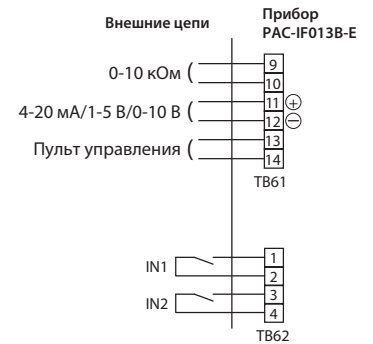 Внешние цепи
Прибор
PAC-IF013B-E
0-10 кОм
9
10
4-20 мА/1-5 В/0-10 В
11 +
12 −
Пульт управления
13
14
TB61
IN1
1
2
IN2
3
4
TB62